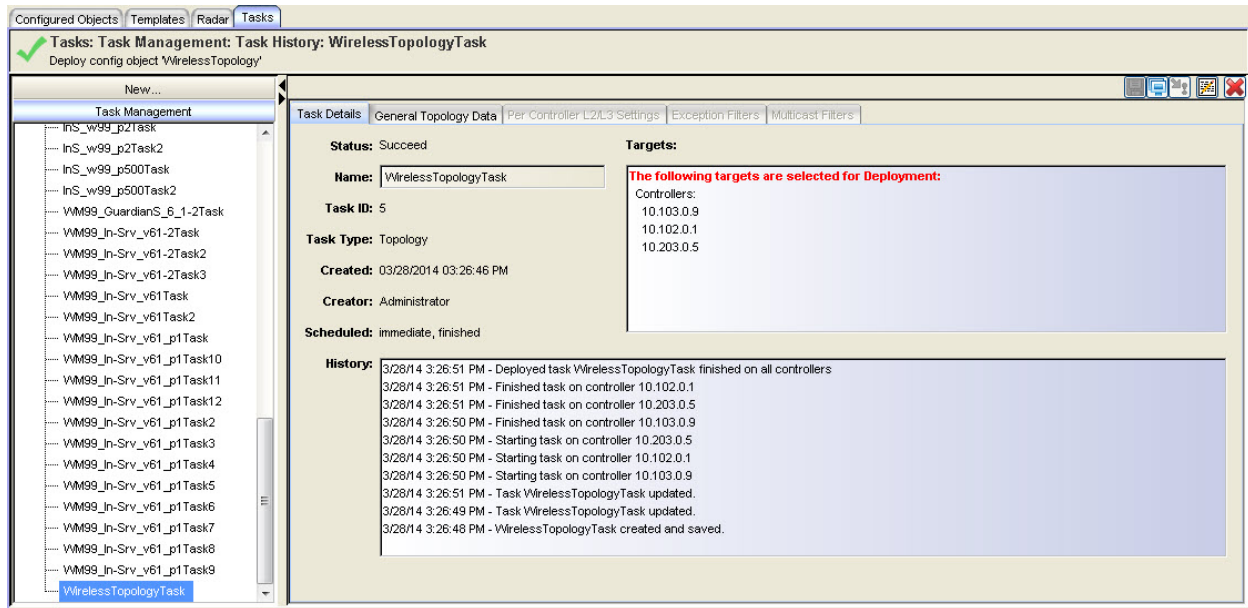 Configured Objects Templates Radar Tasks
Tasks: Task Management: Task History: WirelessTopologyTask
Deploy config object 'WirelessTopology'
New...
Task Management
InS_w99_p2Task
InS_w99_p2Task2
InS_w99_p500Task
InS_w99_p500Task2
WM99_GuardianS_6_1-2Task
WM99_In-Srv_v61-2Task
WM99_In-Srv_v61-2Task2
WM99_In-Srv_v61-2Task3
WM99_In-Srv_v61Task
WM99_In-Srv_v61Task2
WM99_In-Srv_v61_p1Task
WM99_In-Srv_v61_p1Task10
WM99_In-Srv_v61_p1Task11
WM99_In-Srv_v61_p1Task12
WM99_In-Srv_v61_p1Task2
WM99_In-Srv_v61_p1Task3
WM99_In-Srv_v61_p1Task4
WM99_In-Srv_v61_p1Task5
WM99_In-Srv_v61_p1Task6
WM99_In-Srv_v61_p1Task7
WM99_In-Srv_v61_p1Task8
WM99_In-Srv_v61_p1Task9
WirelessTopologyTask
Task Details General Topology Data Per Controller L2/L3 Settings Exception Filters Multicast Filters
Status: Succeed
Name: WirelessTopologyTask
Task ID: 5
Task Type: Topology
Created: 03/28/2014 03:26:46 PM
Creator: Administrator
Scheduled: immediate, finished
Targets:
The following targets are selected for Deployment:
Controllers:
10.103.0.9
10.102.0.1
10.203.0.5
History:
3/28/14 3:26:51 PM - Deployed task WirelessTopologyTask finished on all controllers
3/28/14 3:26:51 PM - Finished task on controller 10.102.0.1
3/28/14 3:26:51 PM - Finished task on controller 10.203.0.5
3/28/14 3:26:50 PM - Finished task on controller 10.103.0.9
3/28/14 3:26:50 PM - Starting task on controller 10.203.0.5
3/28/14 3:26:50 PM - Starting task on controller 10.102.0.1
3/28/14 3:26:50 PM - Starting task on controller 10.103.0.9
3/28/14 3:26:51 PM - Task WirelessTopologyTask updated.
3/28/14 3:26:49 PM - Task WirelessTopologyTask updated.
3/28/14 3:26:48 PM - WirelessTopologyTask created and saved.